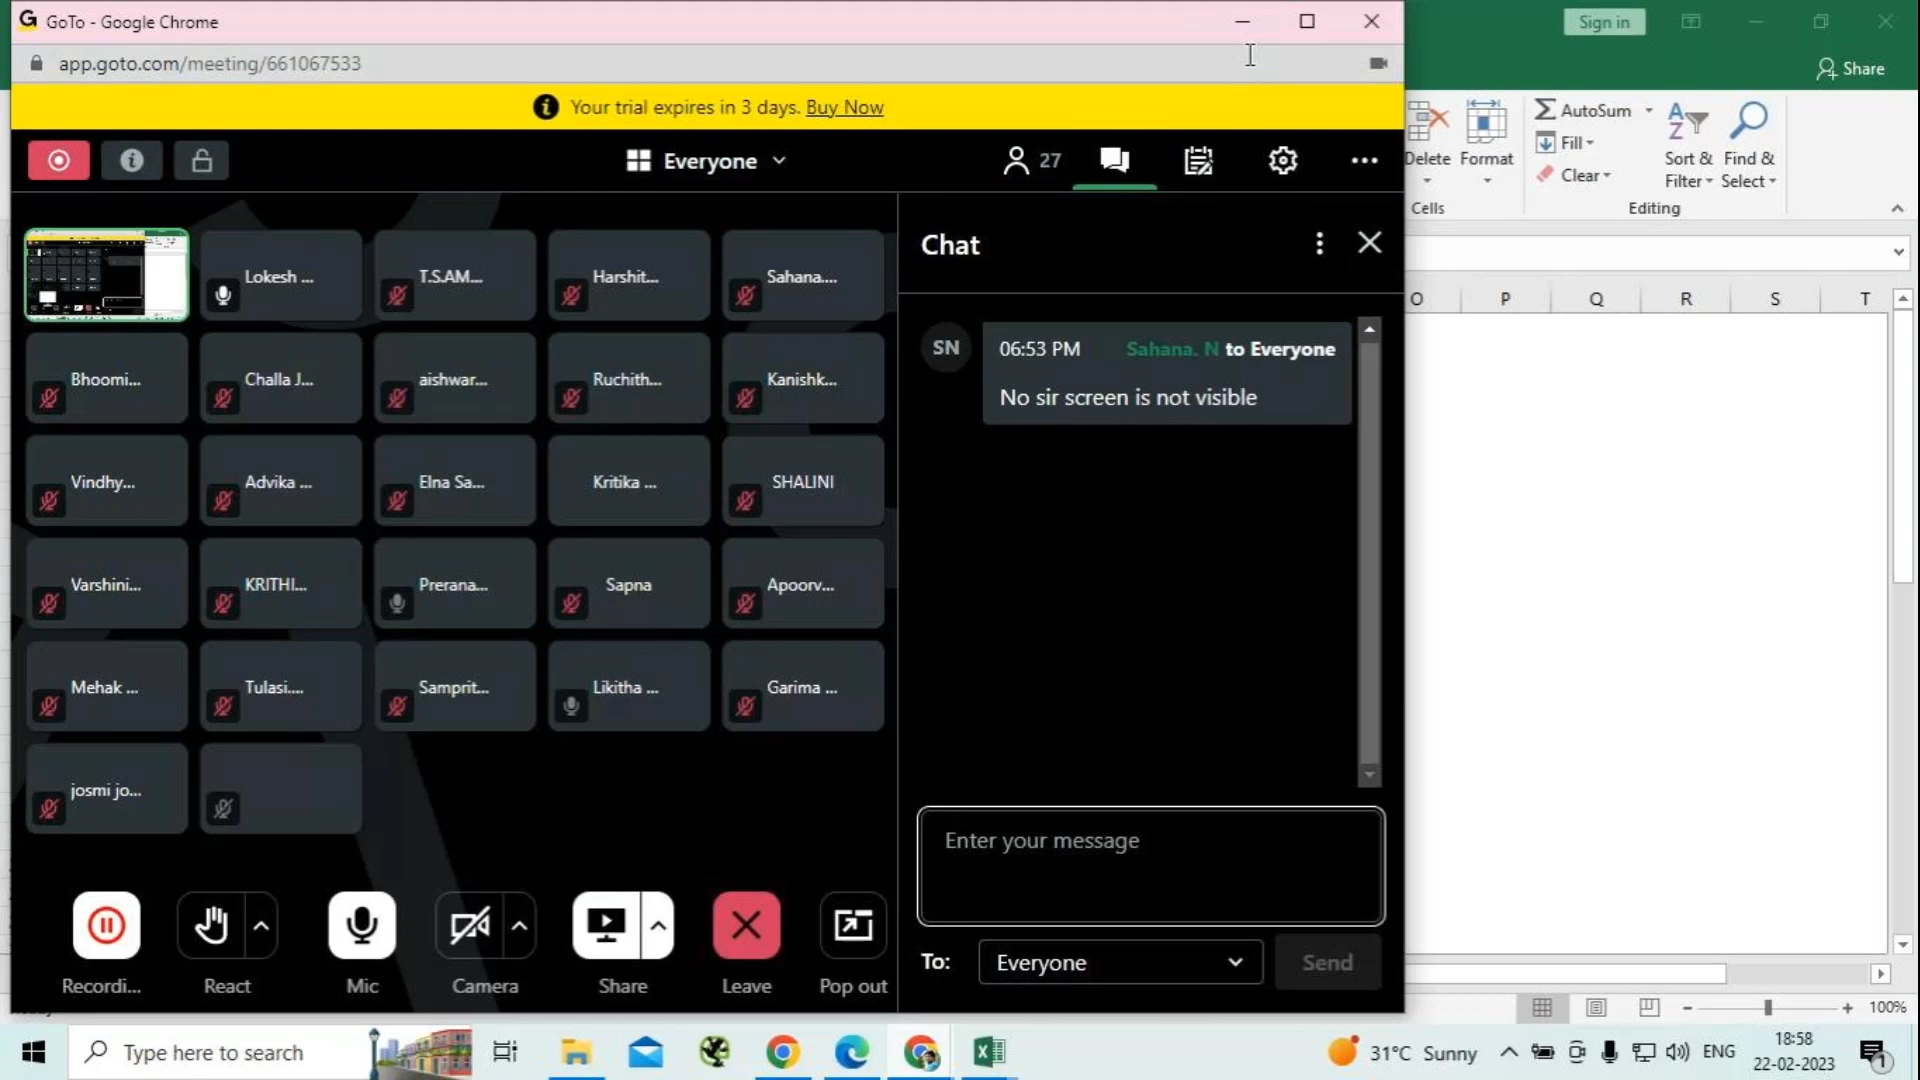 GoTo - Google Chrome
Sign in
app.goto.com/meeting/661067533
Share
Your trial expires in 3 days. Buy Now
Everyone
27
Delete
Format
Cells
AutoSum
Fill
Clear
Sort &
Filter
Find &
Select
Editing
Lokesh ...
T.S.AM...
Harshit...
Sahana....
Bhoomi...
Challa J...
aishwar...
Ruchith...
Kanishk...
Vindhy...
Advika ...
Elna Sa...
Kritika ...
SHALINI
Varshini...
KRITHI...
Prerana...
Sapna
Apoorv...
Mehak ...
Tulasi....
Samprit...
Likitha ...
Garima ...
josmi jo...
Chat
SN
06:53 PM Sahana. N to Everyone
No sir screen is not visible
Enter your message
To: Everyone
Send
Recordi...
React
Mic
Camera
Share
Leave
Pop out
O P Q R S T
100%
Type here to search
31°C Sunny
ENG
18:58
22-02-2023
1